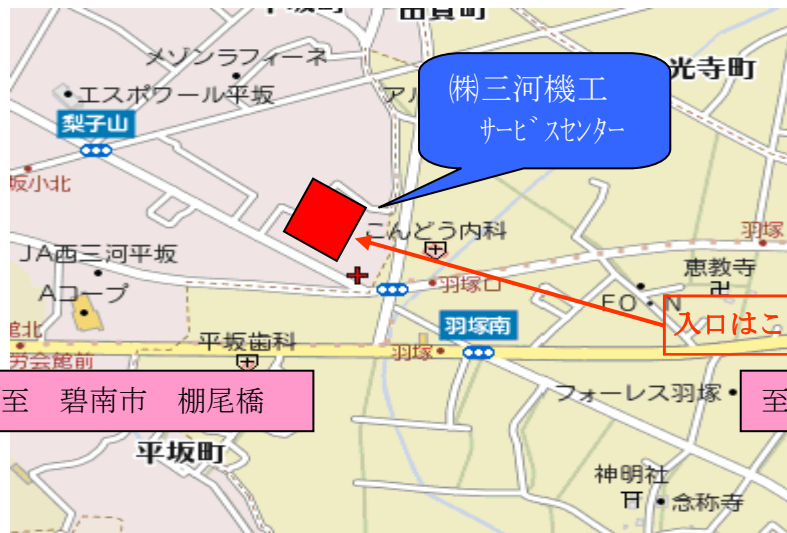 メゾンラフィーネ
光寺町
㈱三河機工
サービスセンター
エスポワール平坂
梨子山
坂小北
こんどう内科
羽塚
JA西三河平坂
恵教寺
羽塚口
Aコープ
FO・N
入口はこ
羽塚南
平坂歯科
羽塚
労会館前
至 碧南市 棚尾橋
フォーレス羽塚
至
平坂町
神明社
念称寺